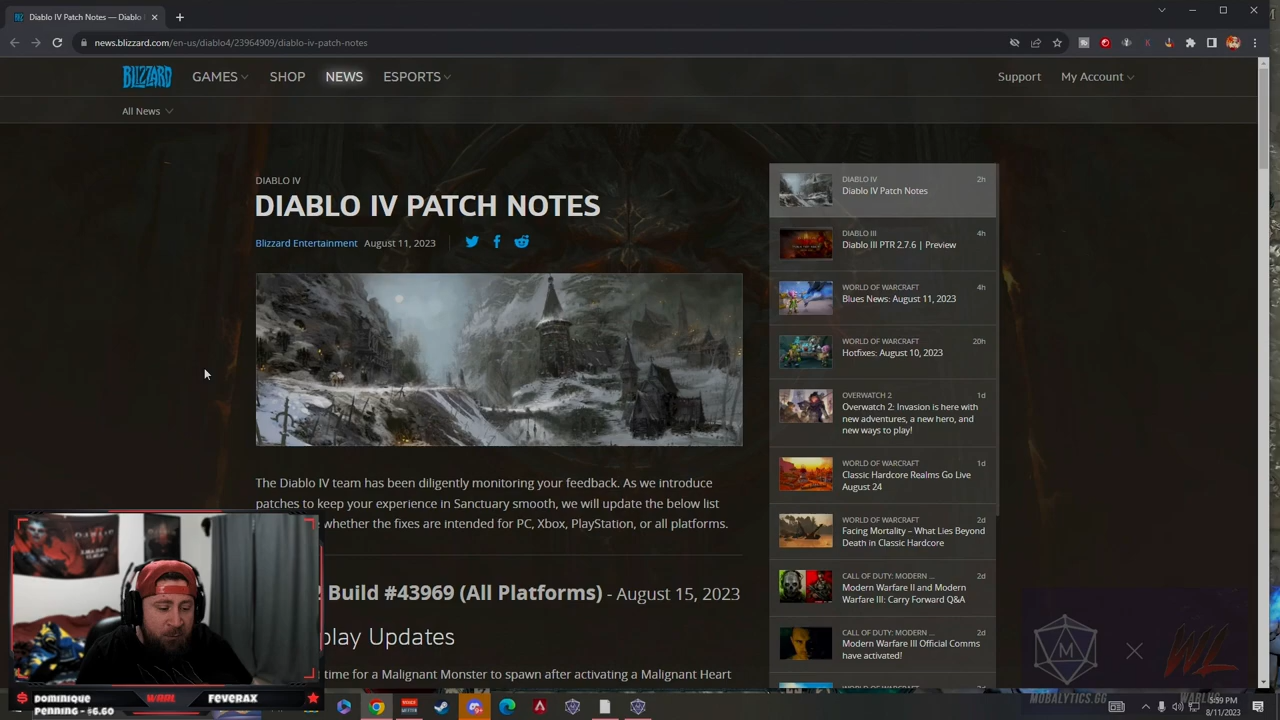 Diablo IV Patch Notes — Diablo
news.blizzard.com/en-us/diablo4/23964909/diablo-iv-patch-notes
BLIZZARD
GAMES
SHOP
NEWS
ESPORTS
Support
My Account
All News
DIABLO IV
DIABLO IV PATCH NOTES
Blizzard Entertainment August 11, 2023
The Diablo IV team has been diligently monitoring your feedback. As we introduce
patches to keep your experience in Sanctuary smooth, we will update the below list
whether the fixes are intended for PC, Xbox, PlayStation, or all platforms.
Build #43969 (All Platforms) - August 15, 2023
play Updates
time for a Malignant Monster to spawn after activating a Malignant Heart
DIABLO IV 2h
Diablo IV Patch Notes
DIABLO III 4h
Diablo III PTR 2.7.6 | Preview
WORLD OF WARCRAFT 4h
Blues News: August 11, 2023
WORLD OF WARCRAFT 20h
Hotfixes: August 10, 2023
OVERWATCH 2 1d
Overwatch 2: Invasion is here with
new adventures, a new hero, and
new ways to play!
WORLD OF WARCRAFT 1d
Classic Hardcore Realms Go Live
August 24
WORLD OF WARCRAFT 2d
Facing Mortality – What Lies Beyond
Death in Classic Hardcore
CALL OF DUTY: MODERN ... 2d
Modern Warfare II and Modern
Warfare III: Carry Forward Q&A
CALL OF DUTY: MODERN ... 2d
Modern Warfare III Official Comms
have activated!
M
MOBALYTICS.GG
DOMINIQUE
PENNING - $6.60
FEVERAX
5:59 PM
8/11/2023